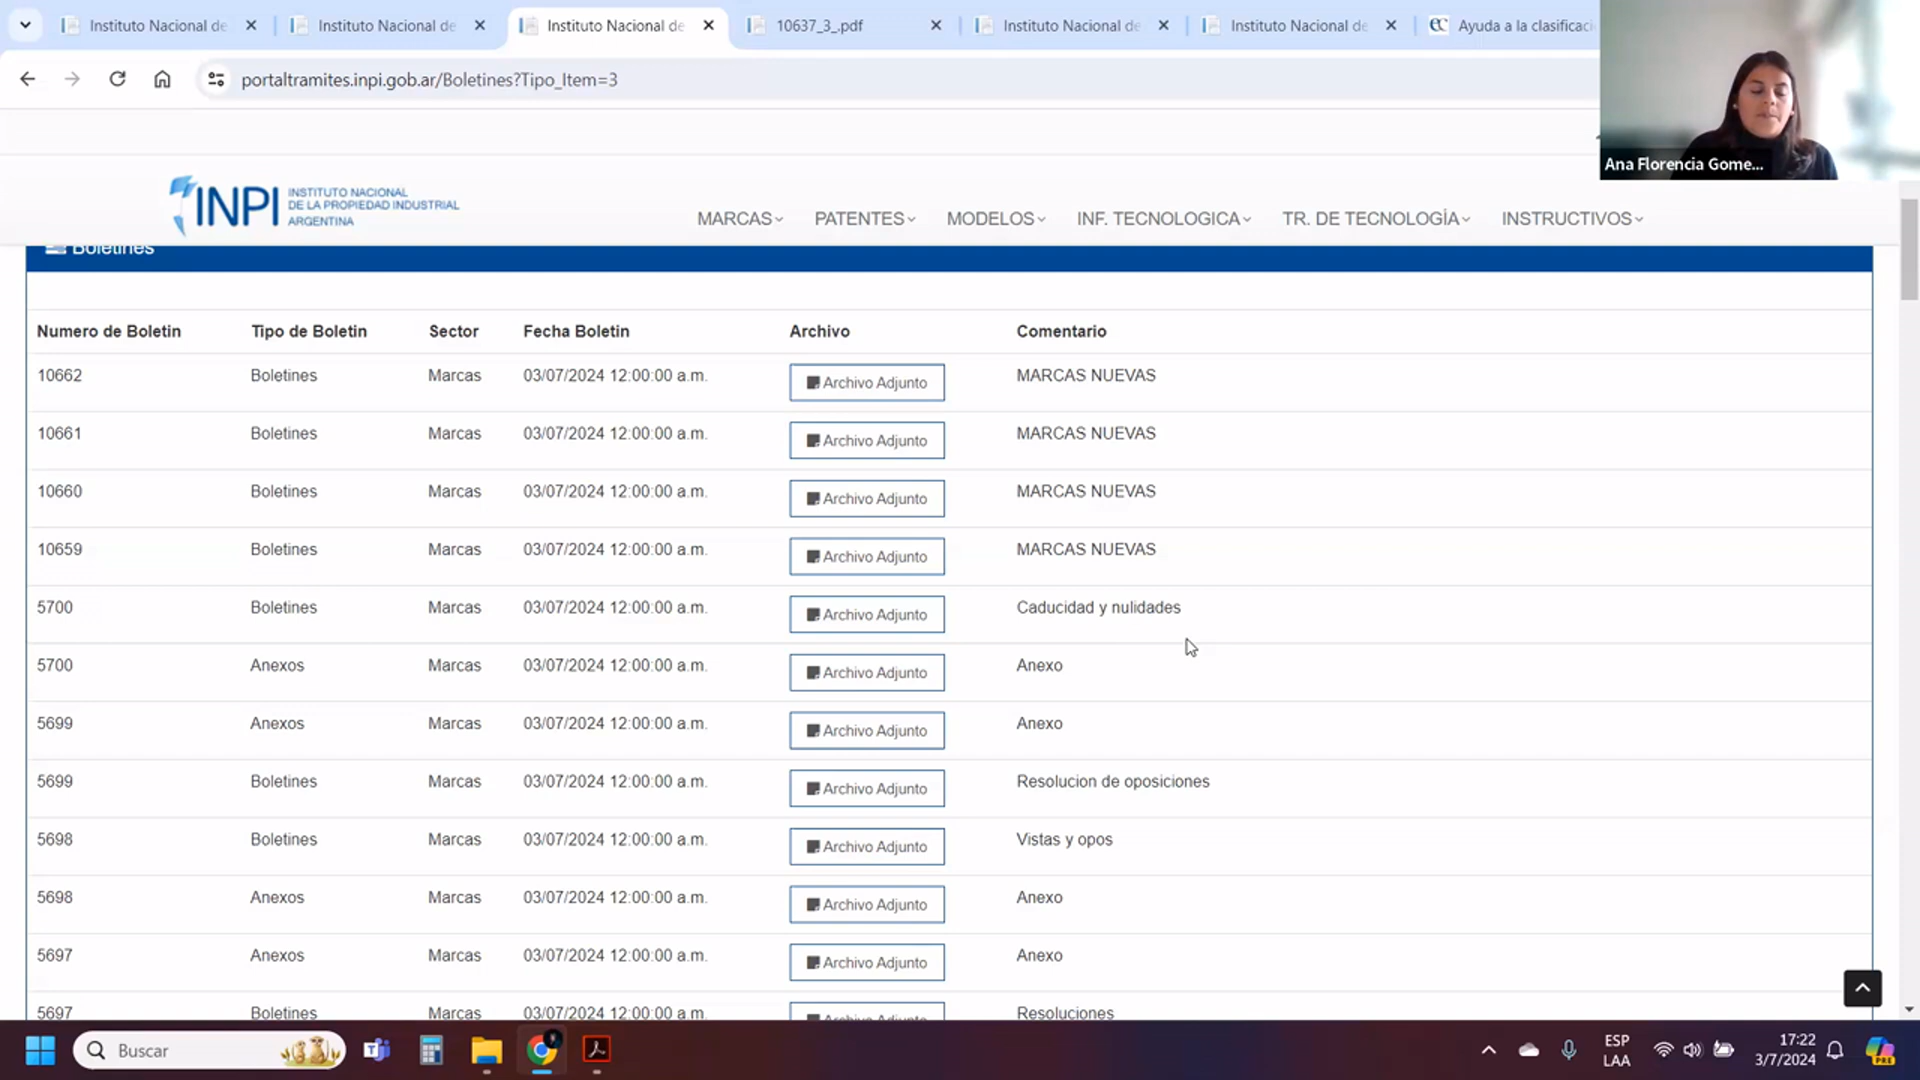 Instituto Nacional de
Instituto Nacional de
Instituto Nacional de
10637_3_.pdf
Instituto Nacional de
Instituto Nacional de
Ayuda a la clasificaci
portaltramites.inpi.gob.ar/Boletines?Tipo_Item=3
Ana Florencia Gome...
INPI
INSTITUTO NACIONAL
DE LA PROPIEDAD INDUSTRIAL
ARGENTINA
MARCAS
PATENTES
MODELOS
INF. TECNOLOGICA
TR. DE TECNOLOGÍA
INSTRUCTIVOS
Boletines
Numero de Boletin Tipo de Boletin Sector Fecha Boletin Archivo Comentario
10662 Boletines Marcas 03/07/2024 12:00:00 a.m. Archivo Adjunto MARCAS NUEVAS
10661 Boletines Marcas 03/07/2024 12:00:00 a.m. Archivo Adjunto MARCAS NUEVAS
10660 Boletines Marcas 03/07/2024 12:00:00 a.m. Archivo Adjunto MARCAS NUEVAS
10659 Boletines Marcas 03/07/2024 12:00:00 a.m. Archivo Adjunto MARCAS NUEVAS
5700 Boletines Marcas 03/07/2024 12:00:00 a.m. Archivo Adjunto Caducidad y nulidades
5700 Anexos Marcas 03/07/2024 12:00:00 a.m. Archivo Adjunto Anexo
5699 Anexos Marcas 03/07/2024 12:00:00 a.m. Archivo Adjunto Anexo
5699 Boletines Marcas 03/07/2024 12:00:00 a.m. Archivo Adjunto Resolucion de oposiciones
5698 Boletines Marcas 03/07/2024 12:00:00 a.m. Archivo Adjunto Vistas y opos
5698 Anexos Marcas 03/07/2024 12:00:00 a.m. Archivo Adjunto Anexo
5697 Anexos Marcas 03/07/2024 12:00:00 a.m. Archivo Adjunto Anexo
5697 Boletines Marcas 03/07/2024 12:00:00 a.m. Archivo Adjunto Resoluciones
Buscar
ESP
LAA
17:22
3/7/2024
PRE